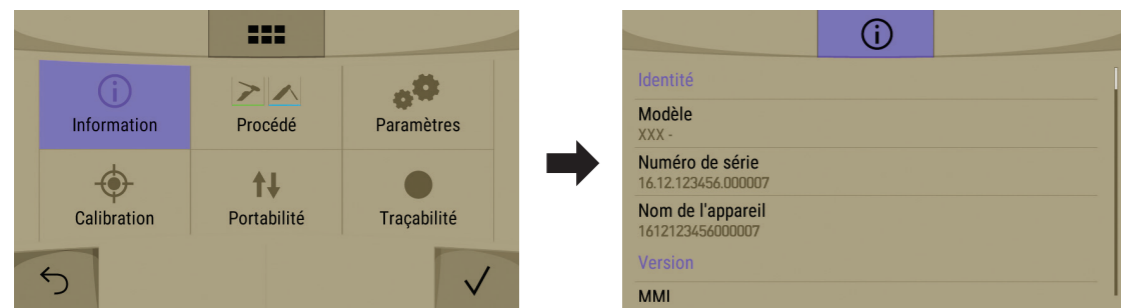 Information
Procédé
Paramètres
Calibration
Portabilité
Traçabilité
Identité
Modèle
XXX -
Numéro de série
16.12.123456.000007
Nom de l'appareil
1612123456000007
Version
MMI